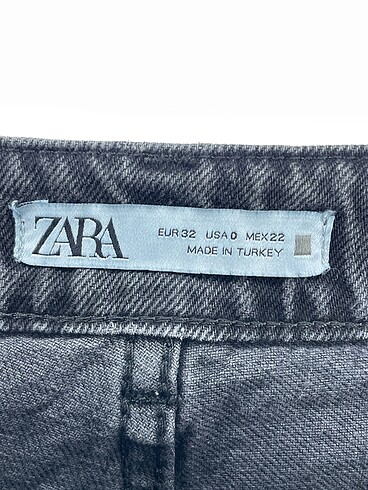 ZARA
EUR 32 USA 0 MEX 22
MADE IN TURKEY